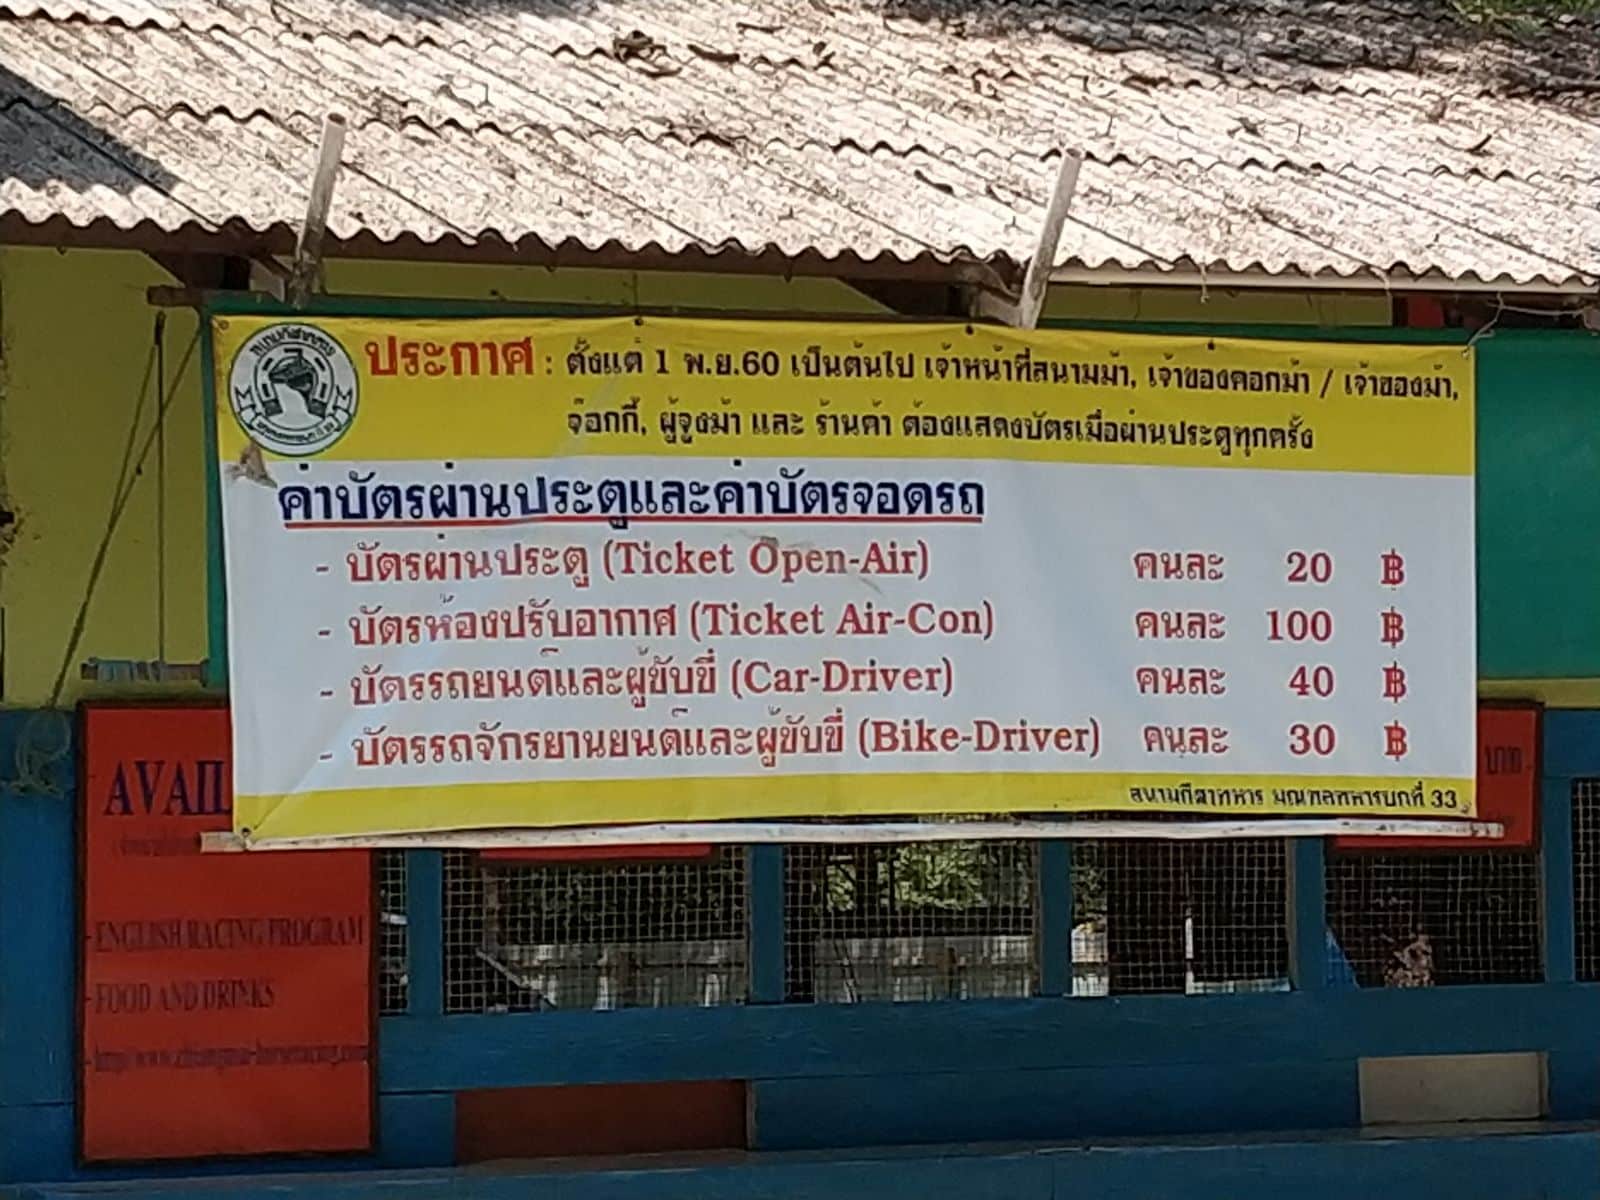 ประกาศ : ตั้งแต่ 1 พ.ย.60 เป็นต้นไป เจ้าหน้าที่สนามม้า, เจ้าของคอกม้า / เจ้าของม้า,
จ๊อกกี้, ผู้จูงม้า และ ร้านค้า ต้องแสดงบัตรเมื่อผ่านประตูทุกครั้ง
ค่าบัตรผ่านประตูและค่าบัตรจอดรถ
- บัตรผ่านประตู (Ticket Open-Air) คนละ 20 ฿
- บัตรห้องปรับอากาศ (Ticket Air-Con) คนละ 100 ฿
- บัตรรถยนต์และผู้ขับขี่ (Car-Driver) คนละ 40 ฿
- บัตรรถจักรยานยนต์และผู้ขับขี่ (Bike-Driver) คนละ 30 ฿
สนามกีฬาทหาร มณฑลทหารบกที่ 33
AVAIL
- ENGLISH RACING PROGRAM
- FOOD AND DRINKS